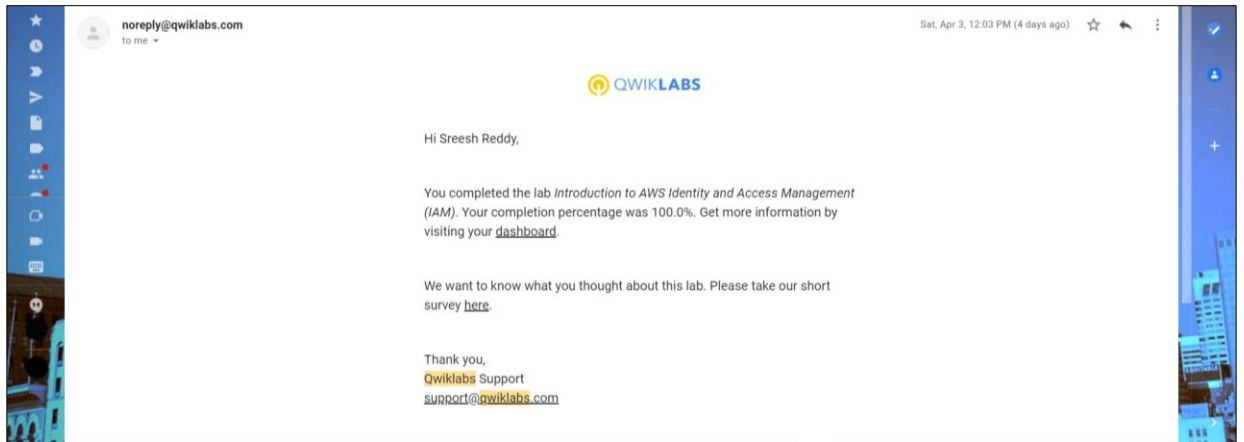 noreply@qwiklabs.com
Sat, Apr 3, 12:03 PM (4 days ago)
to me
QWIKLABS
Hi Sreesh Reddy,
You completed the lab Introduction to AWS Identity and Access Management
(IAM). Your completion percentage was 100.0%. Get more information by
visiting your dashboard.
We want to know what you thought about this lab. Please take our short
survey here.
Thank you,
Qwiklabs Support
support@qwiklabs.com